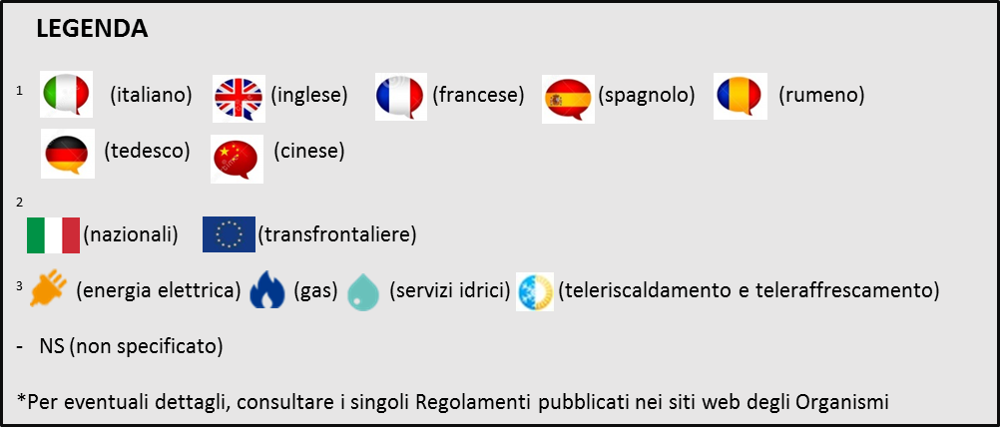 LEGENDA
1 (italiano) (inglese) (francese) (spagnolo) (rumeno)
(tedesco) (cinese)
2
(nazionali) (transfrontaliere)
3 (energia elettrica) (gas) (servizi idrici) (teleriscaldamento e teleraffrescamento)
- NS (non specificato)
*Per eventuali dettagli, consultare i singoli Regolamenti pubblicati nei siti web degli Organismi